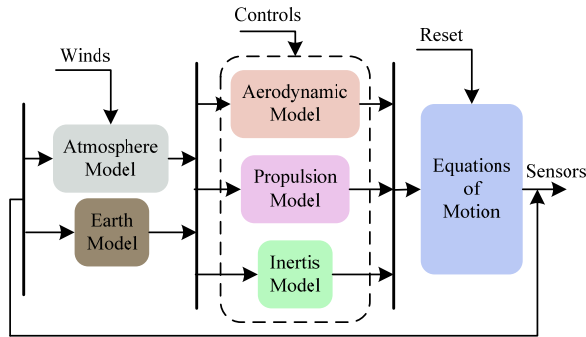 Controls
Winds
Reset
Aerodynamic
Model
Atmosphere
Model
Propulsion
Model
Equations
of
Motion
Sensors
Earth
Model
Inertis
Model